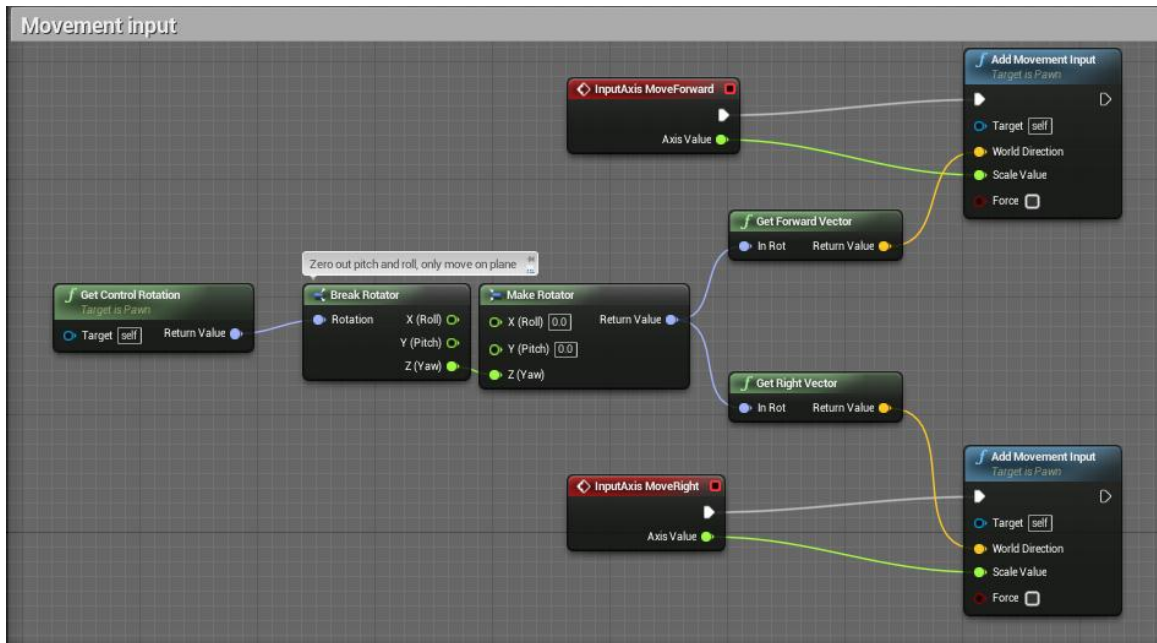 Movement input
Add Movement Input
Target is Pawn
Target self
World Direction
Scale Value
Force
InputAxis MoveForward
Axis Value
Get Forward Vector
In Rot Return Value
Zero out pitch and roll, only move on plane
Get Control Rotation
Target is Pawn
Target self Return Value
Break Rotator
Rotation X (Roll)
Y (Pitch)
Z (Yaw)
Make Rotator
X (Roll) 0.0 Return Value
Y (Pitch) 0.0
Z (Yaw)
Get Right Vector
In Rot Return Value
InputAxis MoveRight
Axis Value
Add Movement Input
Target is Pawn
Target self
World Direction
Scale Value
Force